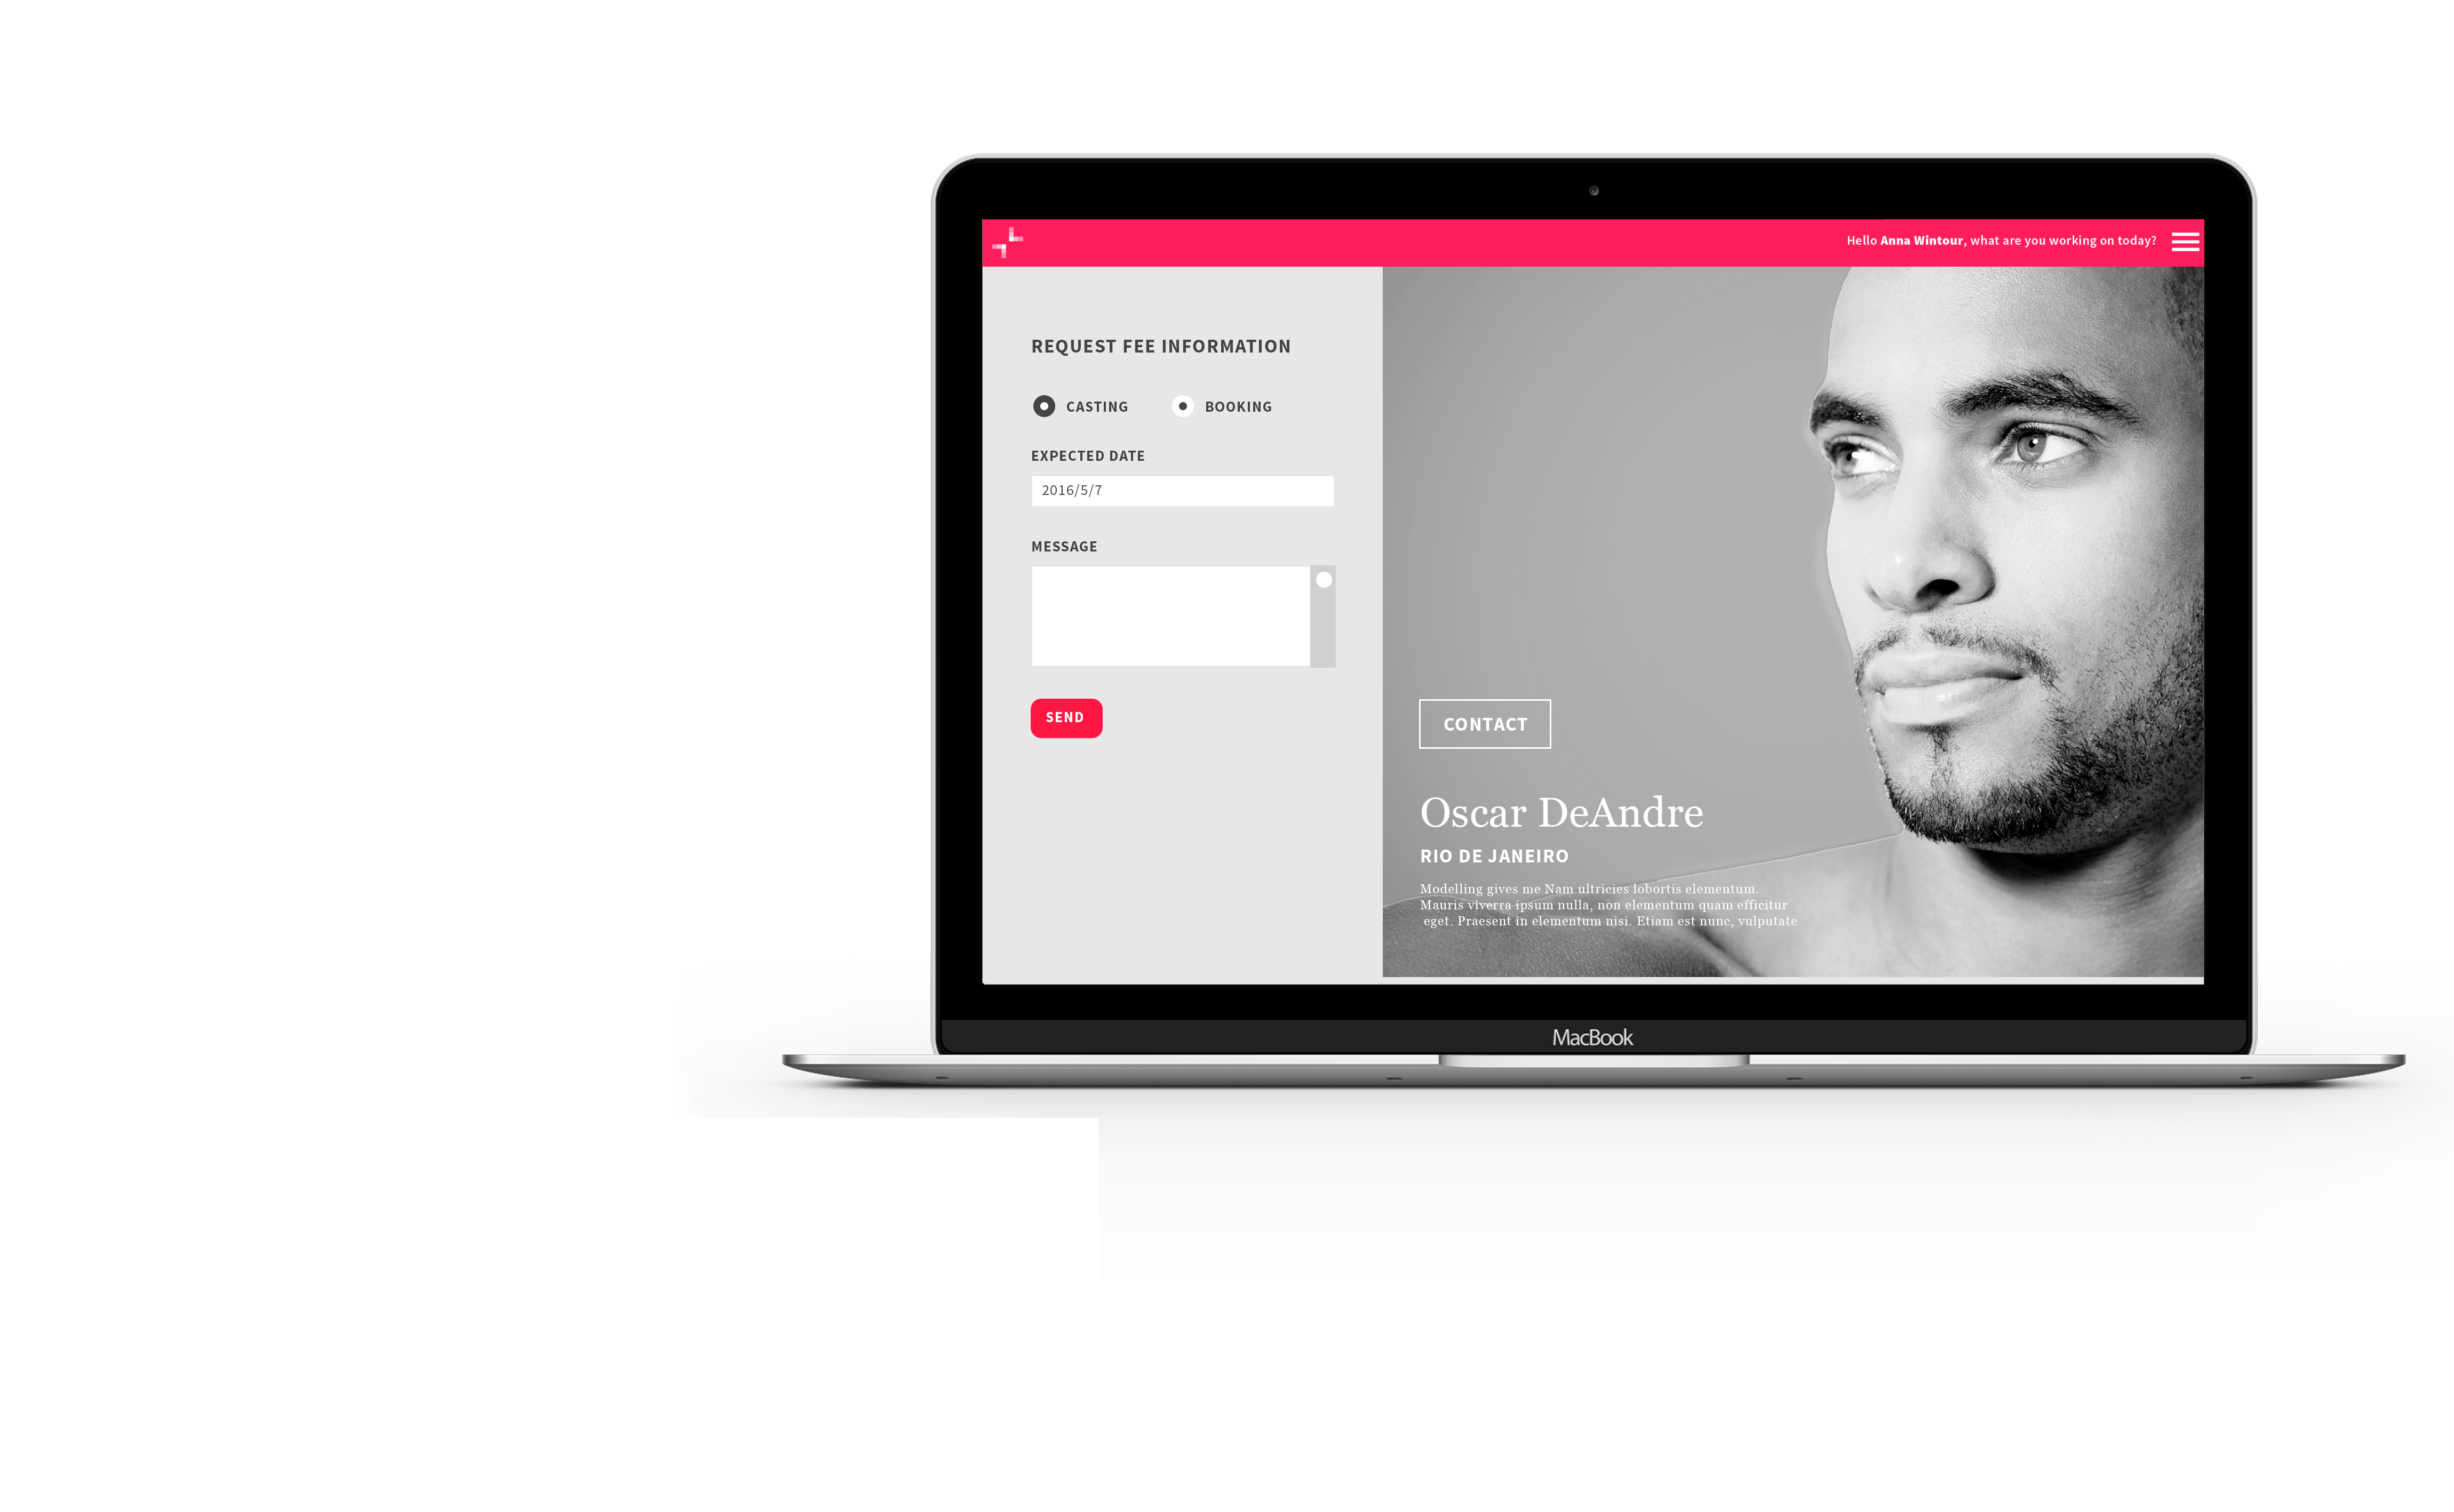 Hello Anna Wintour, what are you working on today?
REQUEST FEE INFORMATION
CASTING
BOOKING
EXPECTED DATE
2016/5/7
MESSAGE
SEND
CONTACT
Oscar DeAndre
RIO DE JANEIRO
Modelling gives me Nam ultricies lobortis elementum.
Mauris viverra ipsum nulla, non elementum quam efficitur
eget. Praesent in elementum nisi. Etiam est nunc, vulputate
MacBook